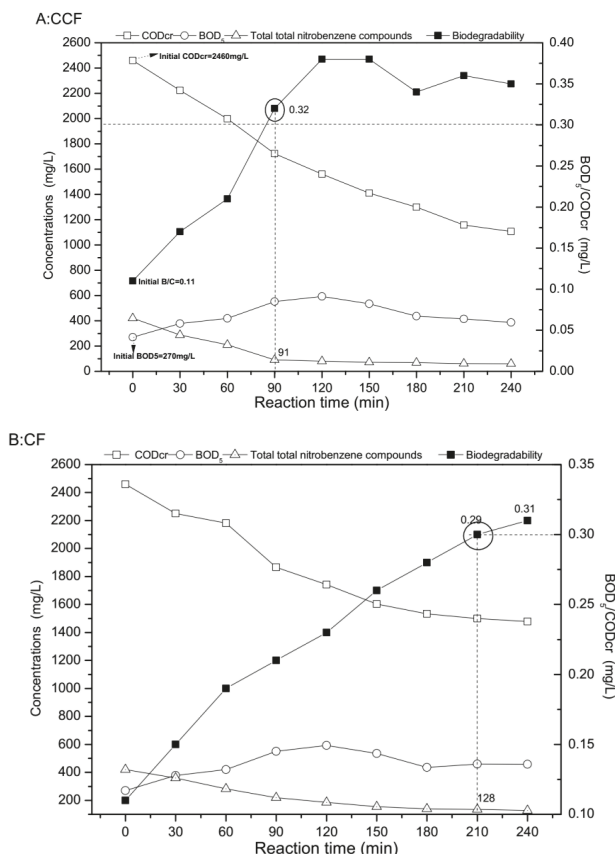 A:CCF
CODcr BOD5 Total total nitrobenzene compounds Biodegradability
2600 0.40
2400 Initial CODcr=2460mg/L
2200 0.35
2000 0.32
1800 0.30
1600 0.25
1400
1200 0.20
1000 0.15
800 Initial B/C=0.11
600 0.10
400 0.05
200 Initial BOD5=270mg/L 91
0 0.00
Concentrations (mg/L)
BOD5/CODcr (mg/L)
0 30 60 90 120 150 180 210 240
Reaction time (min)
B:CF
CODcr BOD5 Total total nitrobenzene compounds Biodegradability
2600 0.35
2400
2200 0.29 0.31
2000 0.30
1800
1600 0.25
1400
1200 0.20
1000
800
600 0.15
400
200 128 0.10
Concentrations (mg/L)
BOD5/CODcr (mg/L)
0 30 60 90 120 150 180 210 240
Reaction time (min)